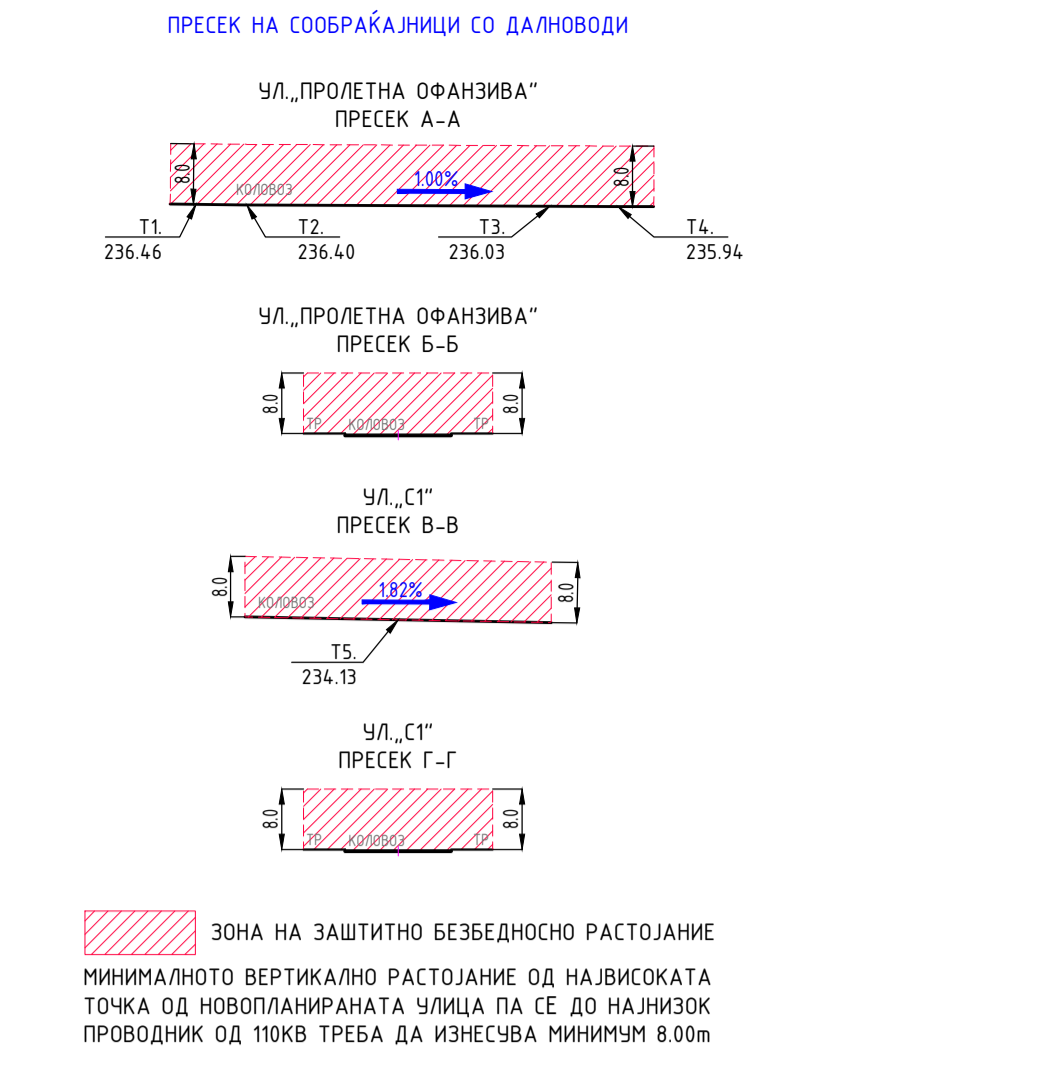 ПРЕСЕК НА СООБРАЌАЈНИЦИ СО ДАЛНОВОДИ
УЛ.„ПРОЛЕТНА ОФАНЗИВА“
ПРЕСЕК А-А
8.0
КОЛОВОЗ
1.00%
8.0
Т1.
236.46
Т2.
236.40
Т3.
236.03
Т4.
235.94
УЛ.„ПРОЛЕТНА ОФАНЗИВА“
ПРЕСЕК Б-Б
8.0
ТР
КОЛОВОЗ
ТР
8.0
УЛ.„С1“
ПРЕСЕК В-В
8.0
КОЛОВОЗ
1.82%
8.0
Т5.
234.13
УЛ.„С1“
ПРЕСЕК Г-Г
8.0
ТР
КОЛОВОЗ
ТР
8.0
ЗОНА НА ЗАШТИТНО БЕЗБЕДНОСНО РАСТОЈАНИЕ
МИНИМАЛНОТО ВЕРТИКАЛНО РАСТОЈАНИЕ ОД НАЈВИСОКАТА
ТОЧКА ОД НОВОПЛАНИРАНАТА УЛИЦА ПА СЀ ДО НАЈНИЗОК
ПРОВОДНИК ОД 110КВ ТРЕБА ДА ИЗНЕСУВА МИНИМУМ 8.00m